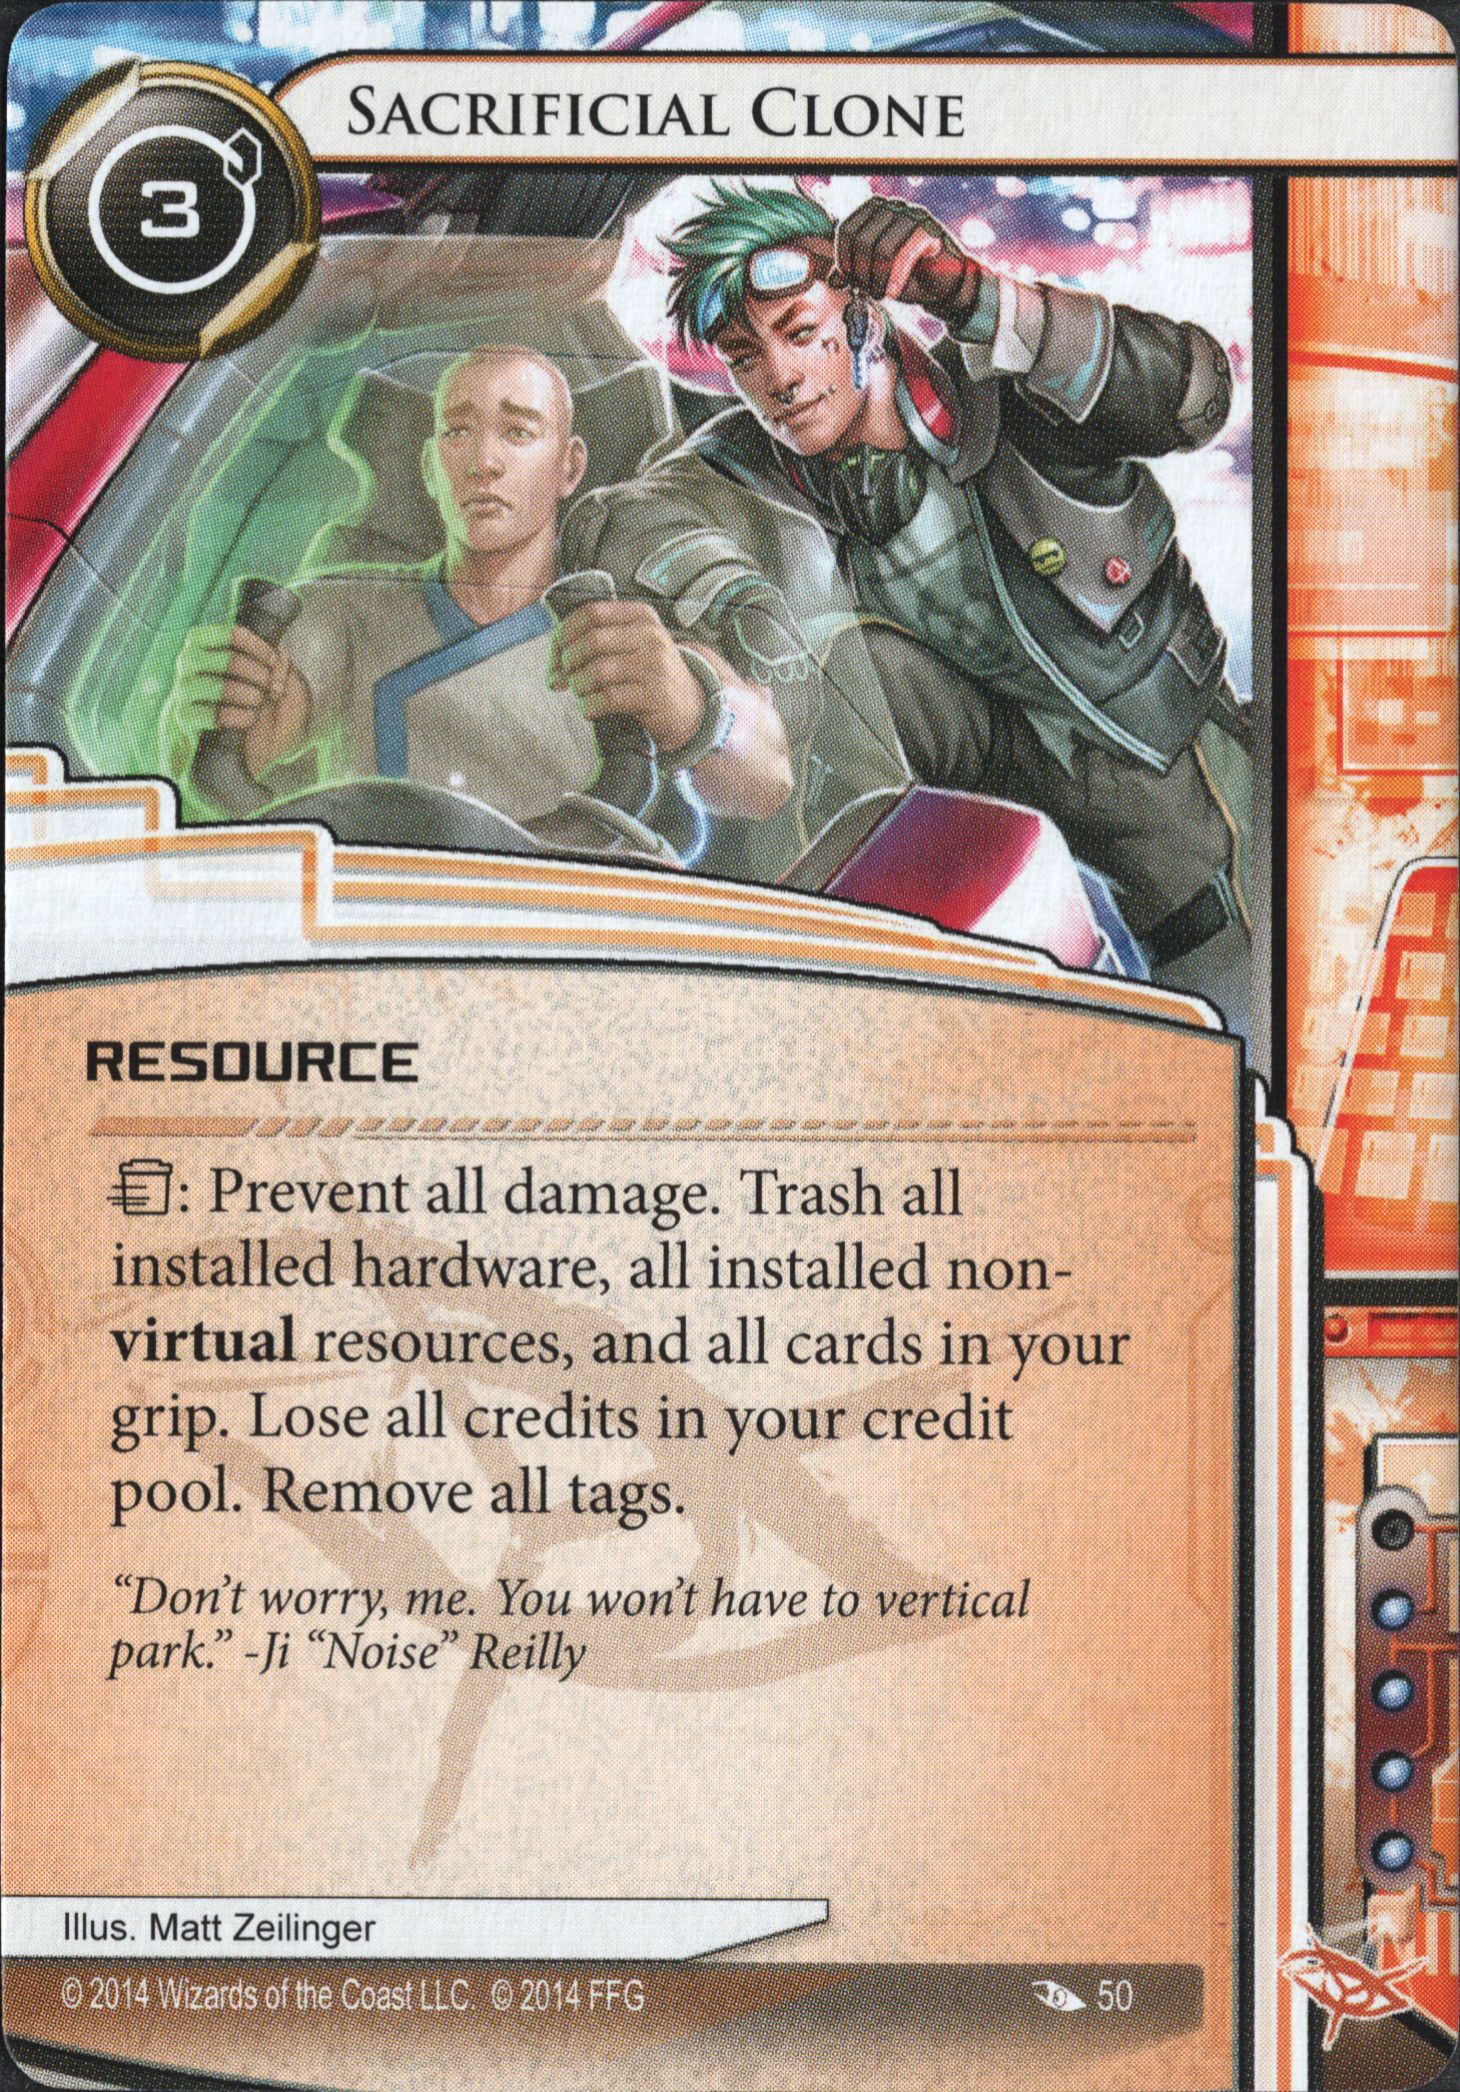 3
SACRIFICIAL CLONE
RESOURCE
: Prevent all damage. Trash all
installed hardware, all installed non-
virtual resources, and all cards in your
grip. Lose all credits in your credit
pool. Remove all tags.
“Don’t worry, me. You won’t have to vertical
park.” -Ji “Noise” Reilly
Illus. Matt Zeilinger
© 2014 Wizards of the Coast LLC. © 2014 FFG
50